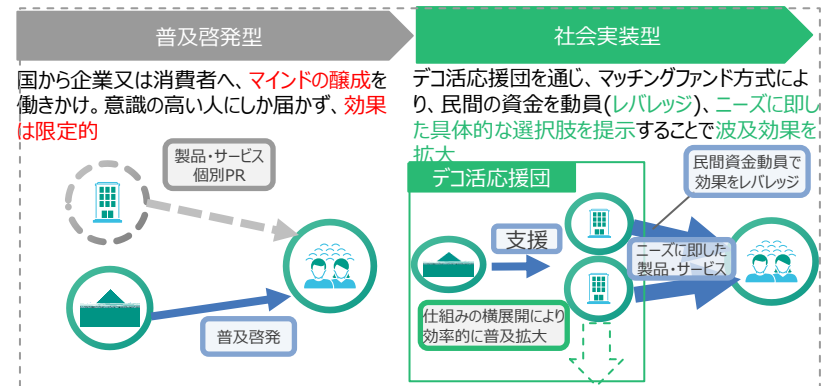 普及啓発型
国から企業又は消費者へ、マインドの醸成を
働きかけ。意識の高い人にしか届かず、効果
は限定的
製品・サービス
個別PR
普及啓発
社会実装型
デコ活応援団を通じ、マッチングファンド方式によ
り、民間の資金を動員(レバレッジ)、ニーズに即し
た具体的な選択肢を提示することで波及効果を
拡大
デコ活応援団
民間資金動員で
効果をレバレッジ
支援
ニーズに即した
製品・サービス
仕組みの横展開により
効率的に普及拡大